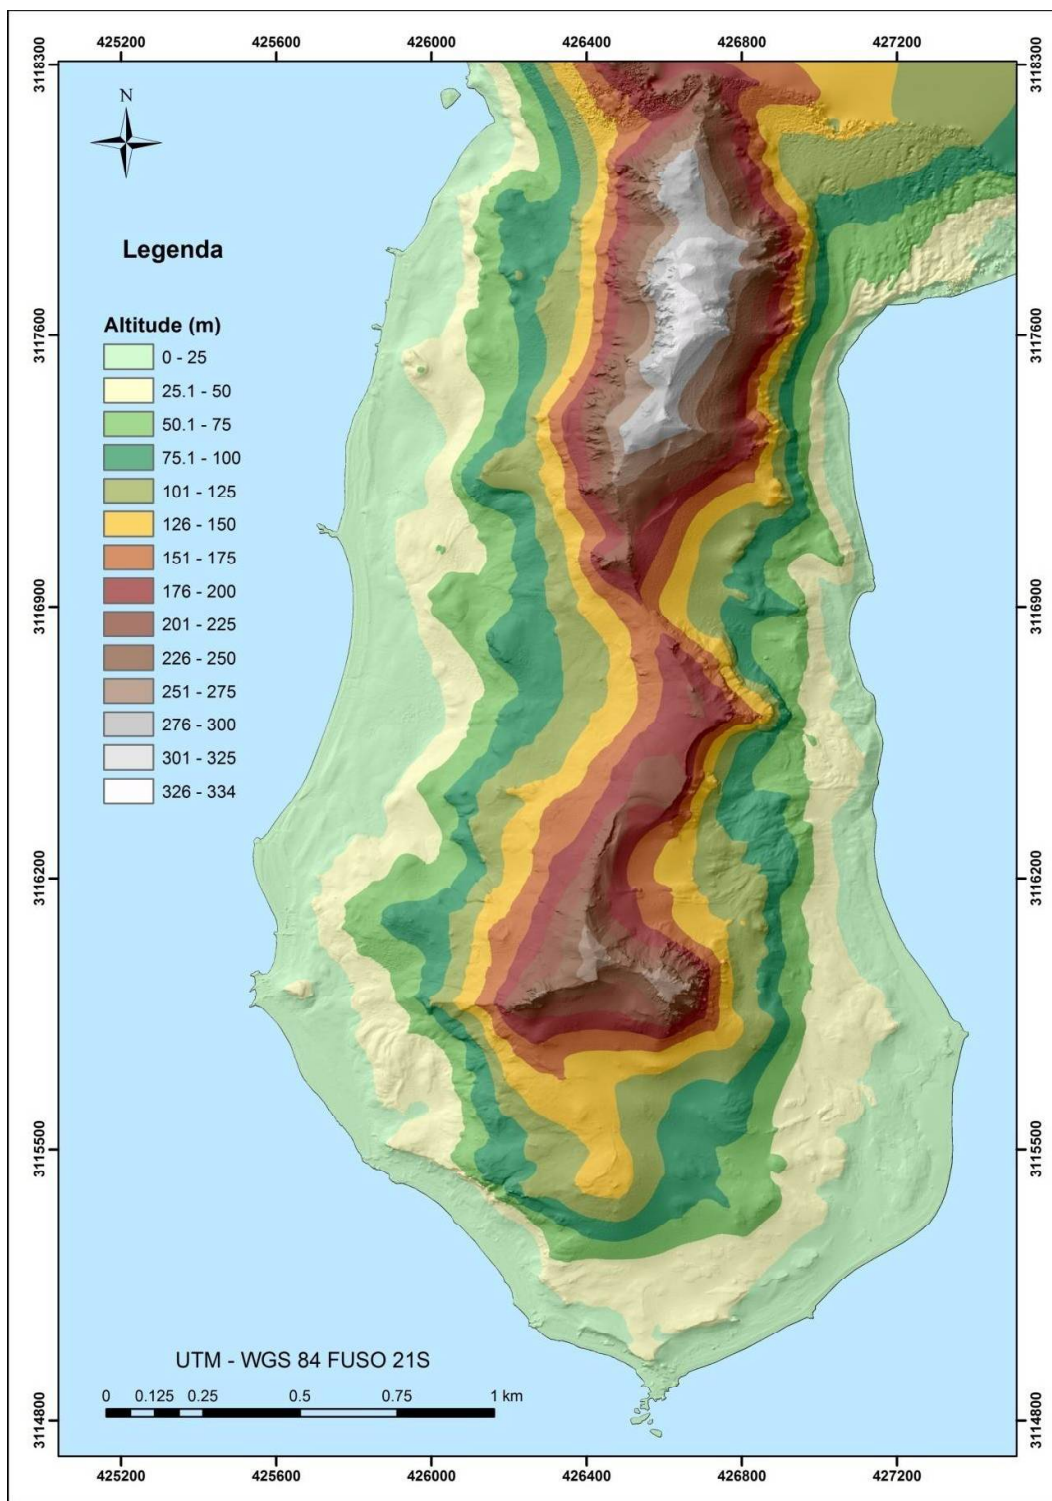 425200 425600 426000 426400 426800 427200
3118300 3118300
N
Legenda
Altitude (m)
0 - 25
25.1 - 50
50.1 - 75
75.1 - 100
101 - 125
126 - 150
151 - 175
176 - 200
201 - 225
226 - 250
251 - 275
276 - 300
301 - 325
326 - 334
3117600 3117600
3116900 3116900
3116200 3116200
3115500 3115500
UTM - WGS 84 FUSO 21S
0 0.125 0.25 0.5 0.75 1 km
3114800 3114800
425200 425600 426000 426400 426800 427200